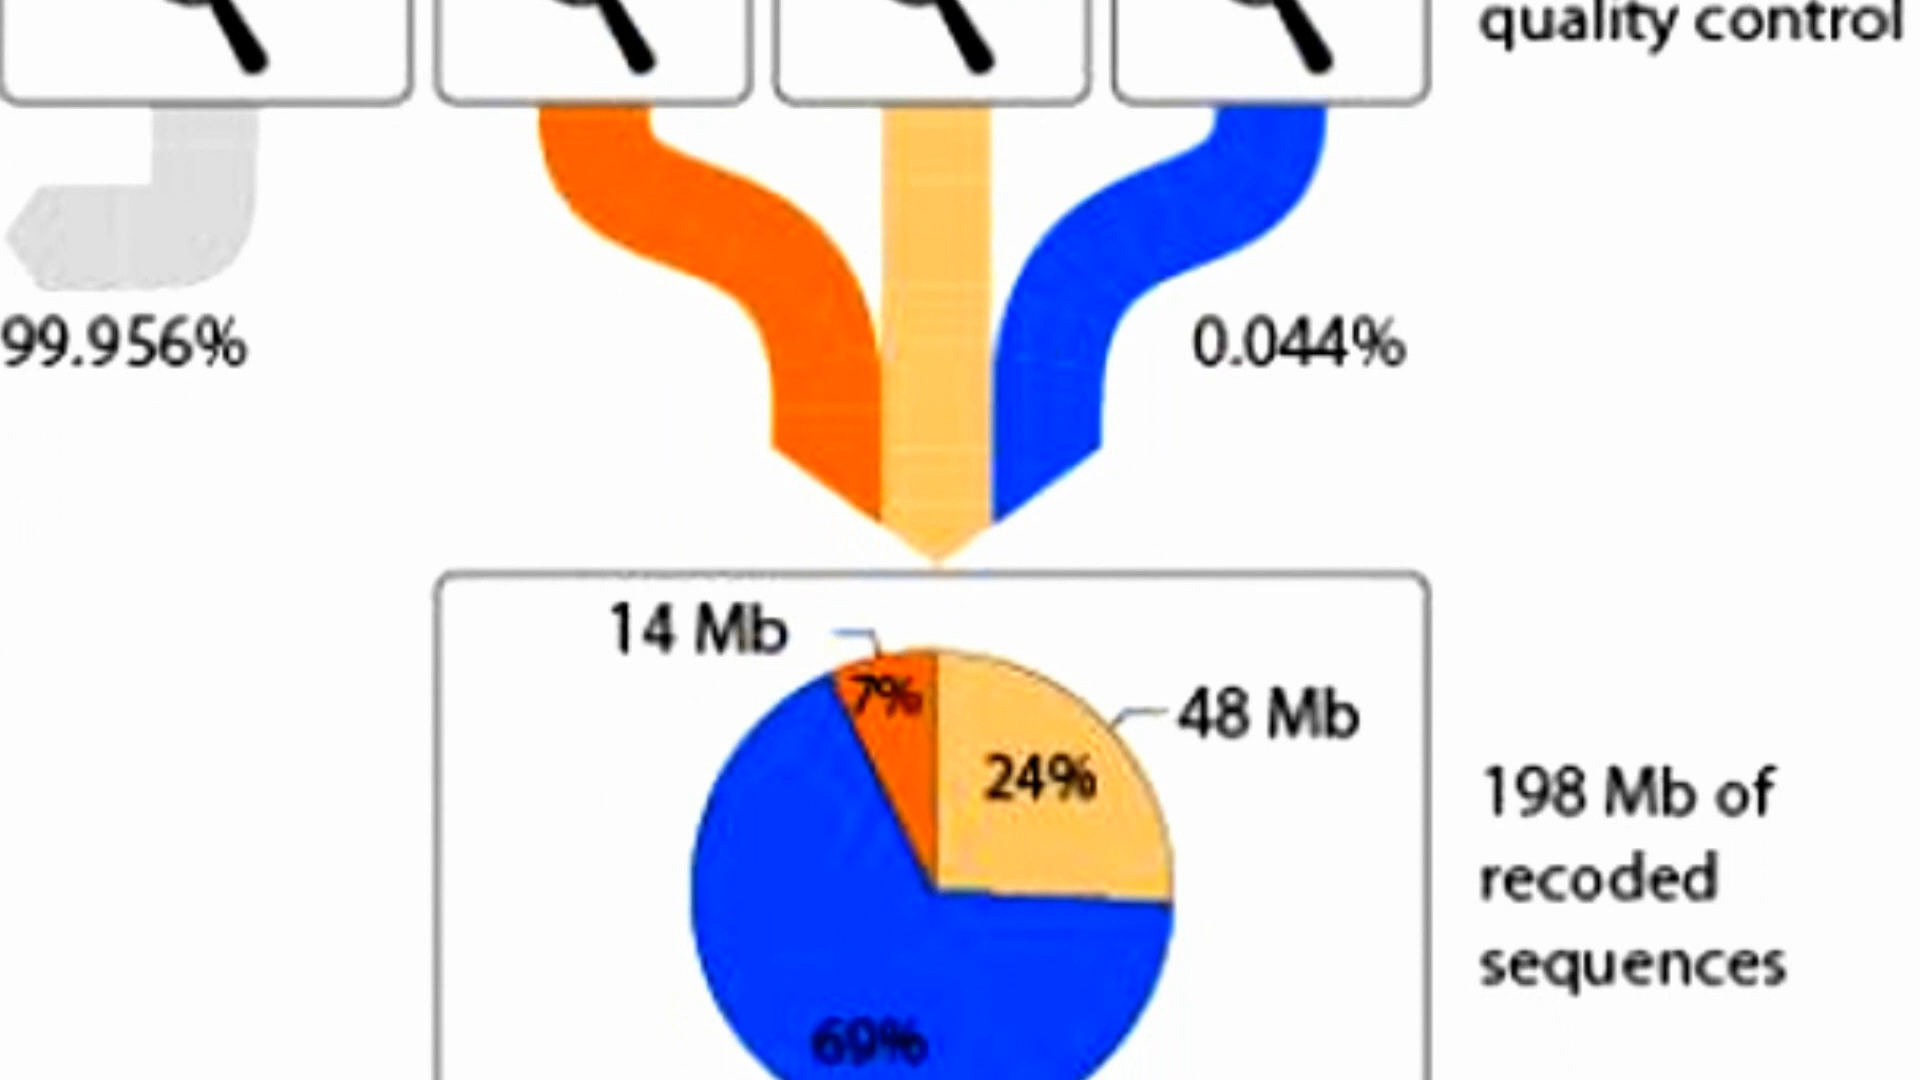 quality control
99.956%
0.044%
14 Mb
7%
48 Mb
24%
198 Mb of
recoded
sequences
69%